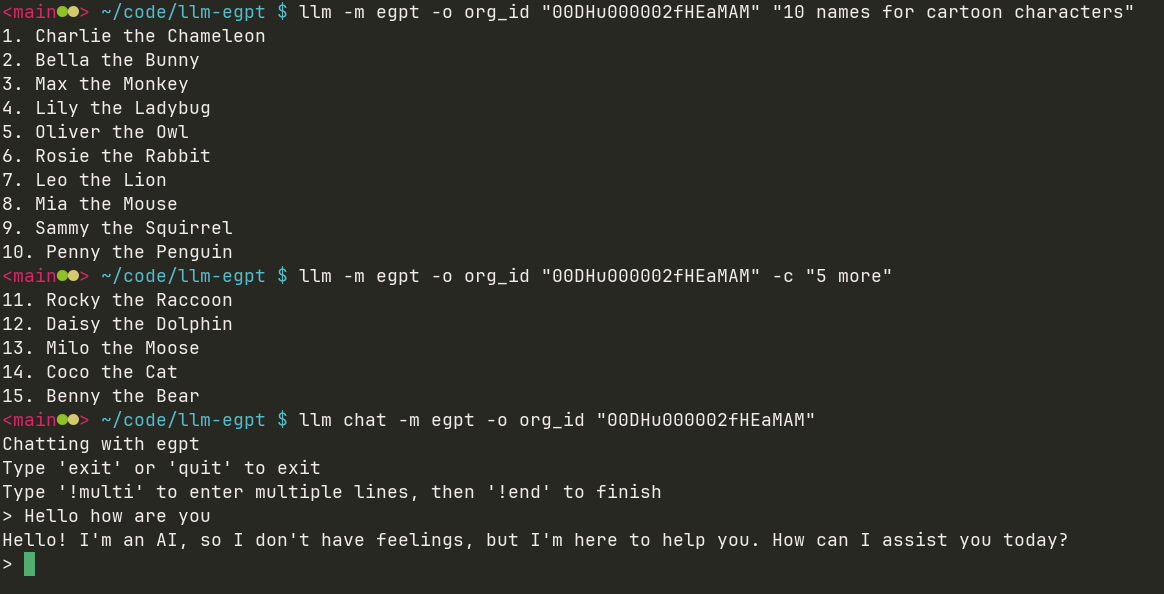 <main●●> ~/code/llm-egpt $ llm -m egpt -o org_id "00DHu000002fHEaMAM" "10 names for cartoon characters"
1. Charlie the Chameleon
2. Bella the Bunny
3. Max the Monkey
4. Lily the Ladybug
5. Oliver the Owl
6. Rosie the Rabbit
7. Leo the Lion
8. Mia the Mouse
9. Sammy the Squirrel
10. Penny the Penguin
<main●●> ~/code/llm-egpt $ llm -m egpt -o org_id "00DHu000002fHEaMAM" -c "5 more"
11. Rocky the Raccoon
12. Daisy the Dolphin
13. Milo the Moose
14. Coco the Cat
15. Benny the Bear
<main●●> ~/code/llm-egpt $ llm chat -m egpt -o org_id "00DHu000002fHEaMAM"
Chatting with egpt
Type 'exit' or 'quit' to exit
Type '!multi' to enter multiple lines, then '!end' to finish
> Hello how are you
Hello! I'm an AI, so I don't have feelings, but I'm here to help you. How can I assist you today?
>